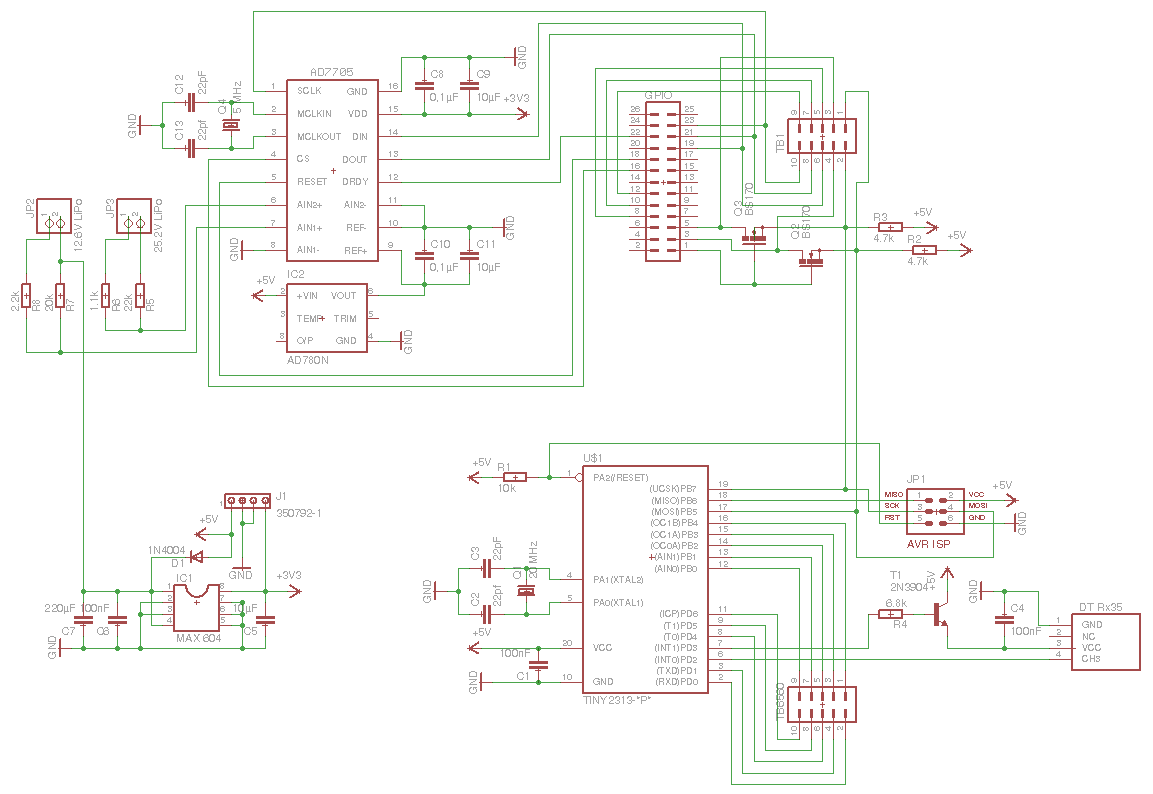 AD7705
1 SCLK GND 16
2 MCLKIN VDD 15
3 MCLKOUT DIN 14
4 CS DOUT 13
5 RESET DRDY 12
6 AIN2+ AIN2- 11
7 AIN1+ REF- 10
8 AIN1- REF+ 9
C12 22pF
C13 22pf
GND
Q4 5 MHz
GND
C8 0,1µF
C9 10µF
GND
+3V3
C10 0,1µF
C11 10µF
GND
IC2
+5V
2 +VIN VOUT 6
3 TEMP TRIM 5
8 O/P GND 4
AD780N
GND
JP2
1 2
12.6V LiPo
JP3
1 2
25.2V LiPo
2.2k R8
20k R7
1.1k R6
22k R5
GPIO
26 25
24 23
22 21
20 19
18 17
16 15
14 13
12 11
10 9
8 7
6 5
4 3
2 1
TB1
9 7 5 3 1
10 8 6 4 2
Q3 BS170
Q2 BS170
R3 4.7k
+5V
R2 4.7k
+5V
J1
1
350792-1
+5V
1N4004
D1
GND
IC1
1 8
2 7
3 6
4 5
MAX 604
+3V3
220µF C7
100nF
10µF C5
GND
U$1
+5V
R1
10k
1 PA2(/RESET)
(UCSK)PB7 19
(MISO)PB6 18
(MOSI)PB5 17
(OC1B)PB4 16
(OC1A)PB3 15
(OC0A)PB2 14
(AIN1)PB1 13
(AIN0)PB0 12
4 PA1(XTAL2)
5 PA0(XTAL1)
(ICP)PD6 11
(T1)PD5 9
(T0)PD4 8
(INT1)PD3 7
(INT0)PD2 6
(TXD)PD1 3
(RXD)PD0 2
20 VCC
10 GND
TINY2313-"P"
C3 22pF
C2 22pf
GND
20 MHz
+5V
100nF
C1
GND
JP1
MISO 1 2 VCC
SCK 3 4 MOSI
RST 5 6 GND
AVR ISP
+5V
GND
T1
2N3904
+5V
6.8k
R4
GND
C4
100nF
DT Rx35
1 GND
2 NC
3 VCC
4 CH3
9 7 5 3 1
10 8 6 4 2